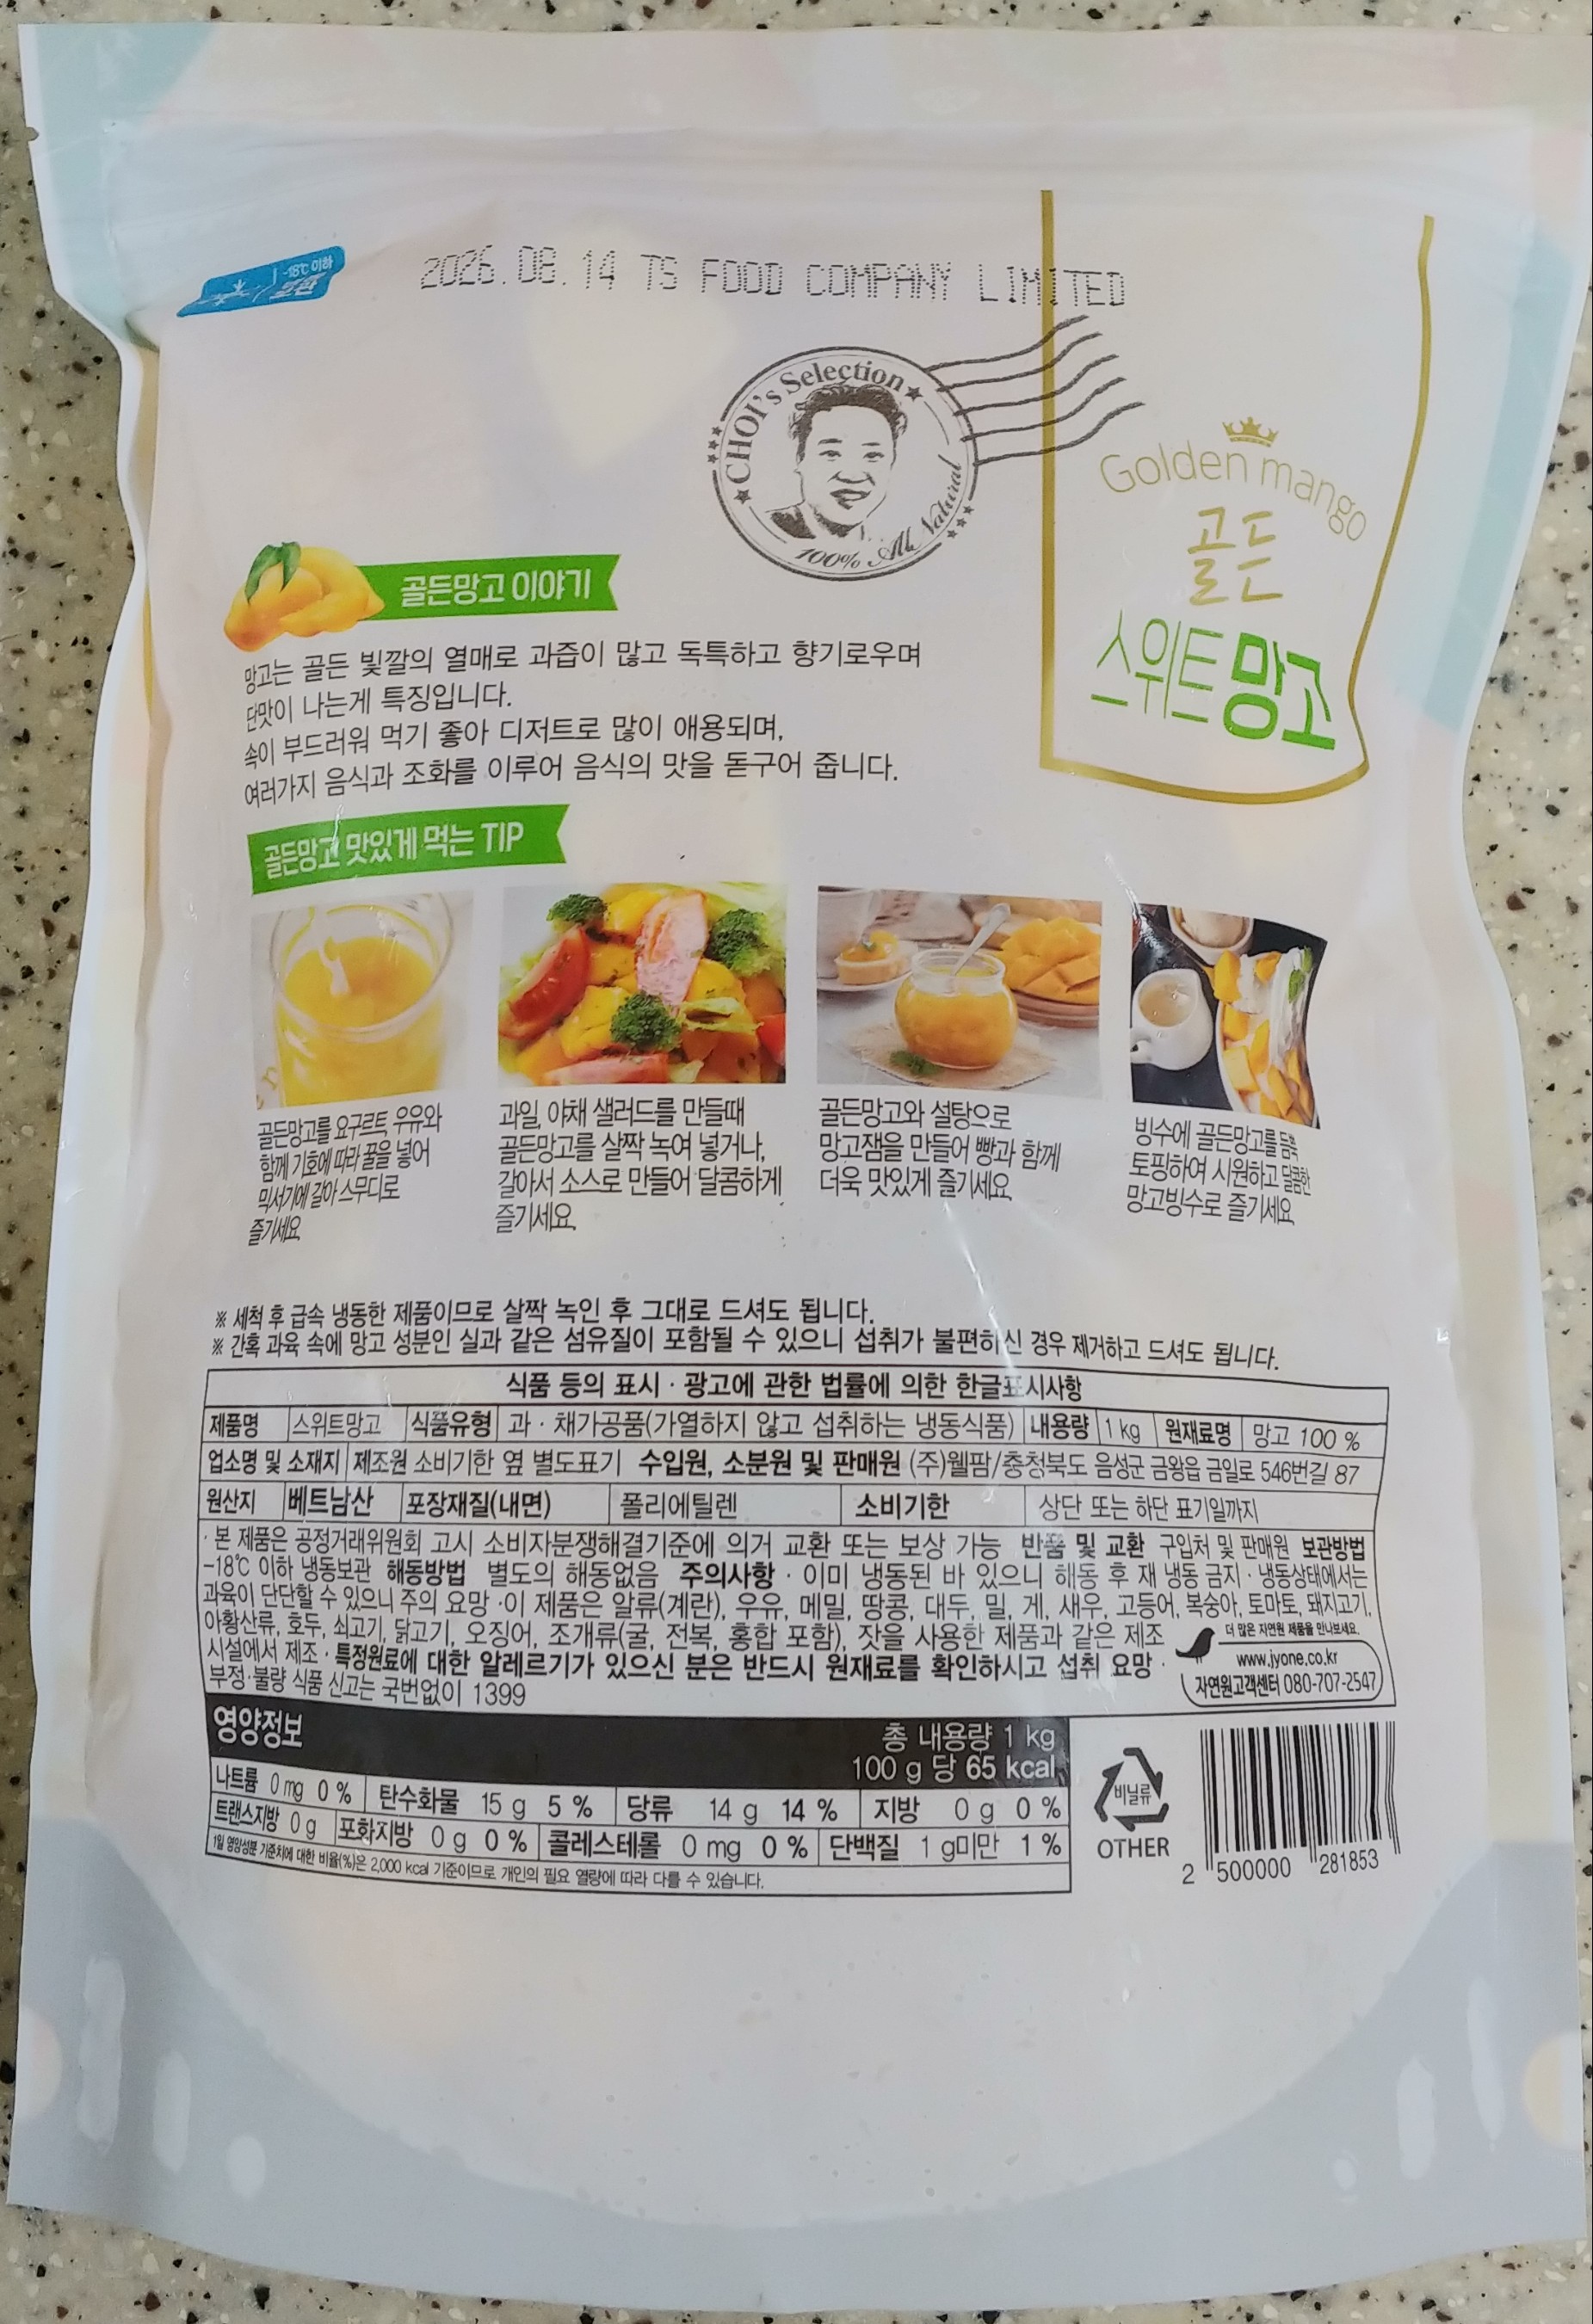 -18℃ 이하
냉동
2026.08.14 TS FOOD COMPANY LIMITED
CHOI's Selection
100% All Natural
Golden mango
골든
스위트망고
골든망고 이야기
망고는 골든 빛깔의 열매로 과즙이 많고 독특하고 향기로우며
단맛이 나는게 특징입니다.
속이 부드러워 먹기 좋아 디저트로 많이 애용되며,
여러가지 음식과 조화를 이루어 음식의 맛을 돋구어 줍니다.
골든망고 맛있게 먹는 TIP
골든망고를 요구르트, 우유와
함께 기호에 따라 꿀을 넣어
믹서기에 갈아 스무디로
즐기세요.
과일, 야채 샐러드를 만들때
골든망고를 살짝 녹여 넣거나,
갈아서 소스로 만들어 달콤하게
즐기세요.
골든망고와 설탕으로
망고잼을 만들어 빵과 함께
더욱 맛있게 즐기세요.
빙수에 골든망고를 듬뿍
토핑하여 시원하고 달콤한
망고빙수로 즐기세요.
※ 세척 후 급속 냉동한 제품이므로 살짝 녹인 후 그대로 드셔도 됩니다.
※ 간혹 과육 속에 망고 성분인 실과 같은 섬유질이 포함될 수 있으니 섭취가 불편하신 경우 제거하고 드셔도 됩니다.
식품 등의 표시 · 광고에 관한 법률에 의한 한글표시사항
제품명 스위트망고 식품유형 과 · 채가공품(가열하지 않고 섭취하는 냉동식품) 내용량 1 kg 원재료명 망고 100 %
업소명 및 소재지 제조원 소비기한 옆 별도표기 수입원, 소분원 및 판매원 (주)웰팜/충청북도 음성군 금왕읍 금일로 546번길 87
원산지 베트남산 포장재질(내면) 폴리에틸렌 소비기한 상단 또는 하단 표기일까지
· 본 제품은 공정거래위원회 고시 소비자분쟁해결기준에 의거 교환 또는 보상 가능 반품 및 교환 구입처 및 판매원 보관방법
-18℃ 이하 냉동보관 해동방법 별도의 해동없음 주의사항 · 이미 냉동된 바 있으니 해동 후 재 냉동 금지 · 냉동상태에서는
과육이 단단할 수 있으니 주의 요망 · 이 제품은 알류(계란), 우유, 메밀, 땅콩, 대두, 밀, 게, 새우, 고등어, 복숭아, 토마토, 돼지고기,
아황산류, 호두, 쇠고기, 닭고기, 오징어, 조개류(굴, 전복, 홍합 포함), 잣을 사용한 제품과 같은 제조
시설에서 제조 · 특정원료에 대한 알레르기가 있으신 분은 반드시 원재료를 확인하시고 섭취 요망 ·
부정·불량 식품 신고는 국번없이 1399
더 많은 자연원 제품을 만나보세요.
www.jyone.co.kr
자연원고객센터 080-707-2547
영양정보
총 내용량 1 kg
100 g 당 65 kcal
나트륨 0 mg 0 % 탄수화물 15 g 5 % 당류 14 g 14 % 지방 0 g 0 %
트랜스지방 0 g 포화지방 0 g 0 % 콜레스테롤 0 mg 0 % 단백질 1 g미만 1 %
1일 영양성분 기준치에 대한 비율(%)은 2,000 kcal 기준이므로 개인의 필요 열량에 따라 다를 수 있습니다.
비닐류
OTHER
2 500000 281853